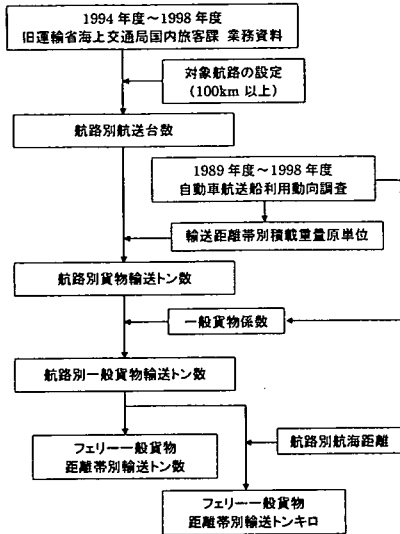 1994 年度～1998 年度
旧運輸省海上交通局国内旅客課 業務資料
対象航路の設定
(100km 以上)
航路別航送台数
1989 年度～1998 年度
自動車航送船利用動向調査
輸送距離帯別積載重量原単位
航路別貨物輸送トン数
一般貨物係数
航路別一般貨物輸送トン数
航路別航海距離
フェリー一般貨物
距離帯別輸送トン数
フェリー一般貨物
距離帯別輸送トンキロ